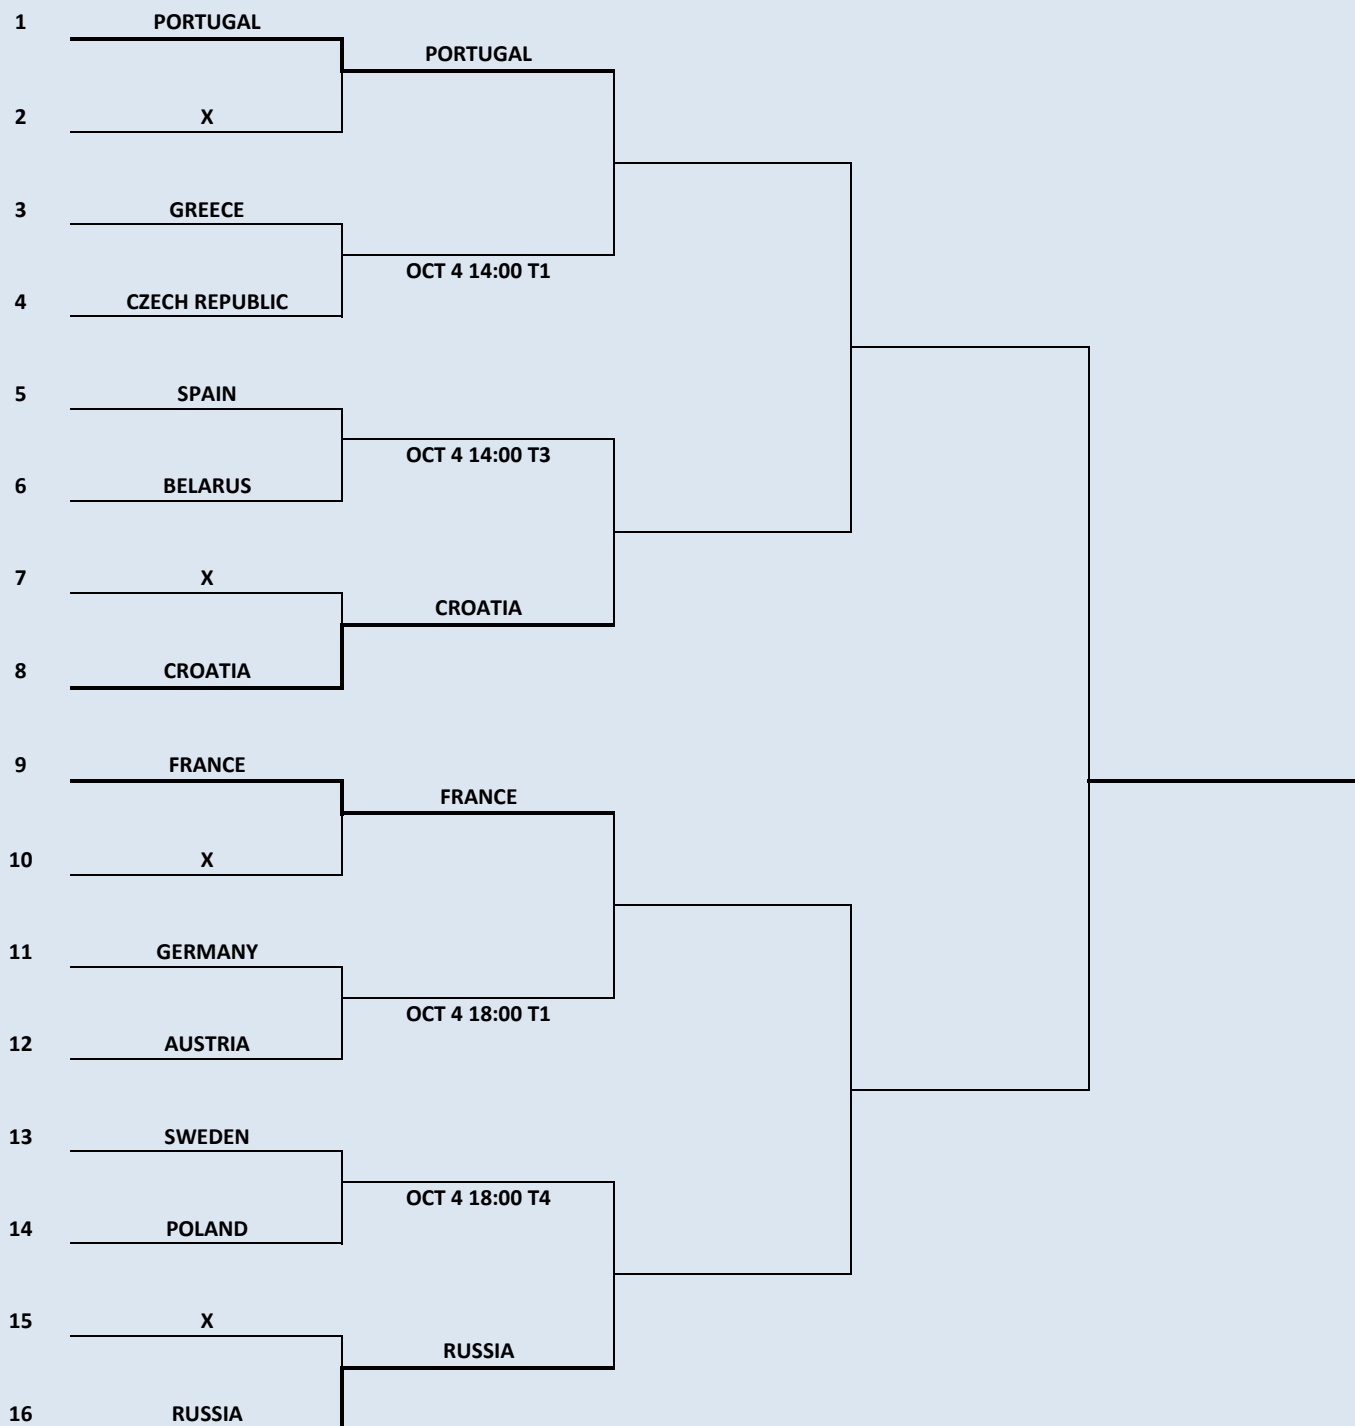 1 PORTUGAL
PORTUGAL
2 X
3 GREECE
OCT 4 14:00 T1
4 CZECH REPUBLIC
5 SPAIN
OCT 4 14:00 T3
6 BELARUS
7 X
CROATIA
8 CROATIA
9 FRANCE
FRANCE
10 X
11 GERMANY
OCT 4 18:00 T1
12 AUSTRIA
13 SWEDEN
OCT 4 18:00 T4
14 POLAND
15 X
RUSSIA
16 RUSSIA